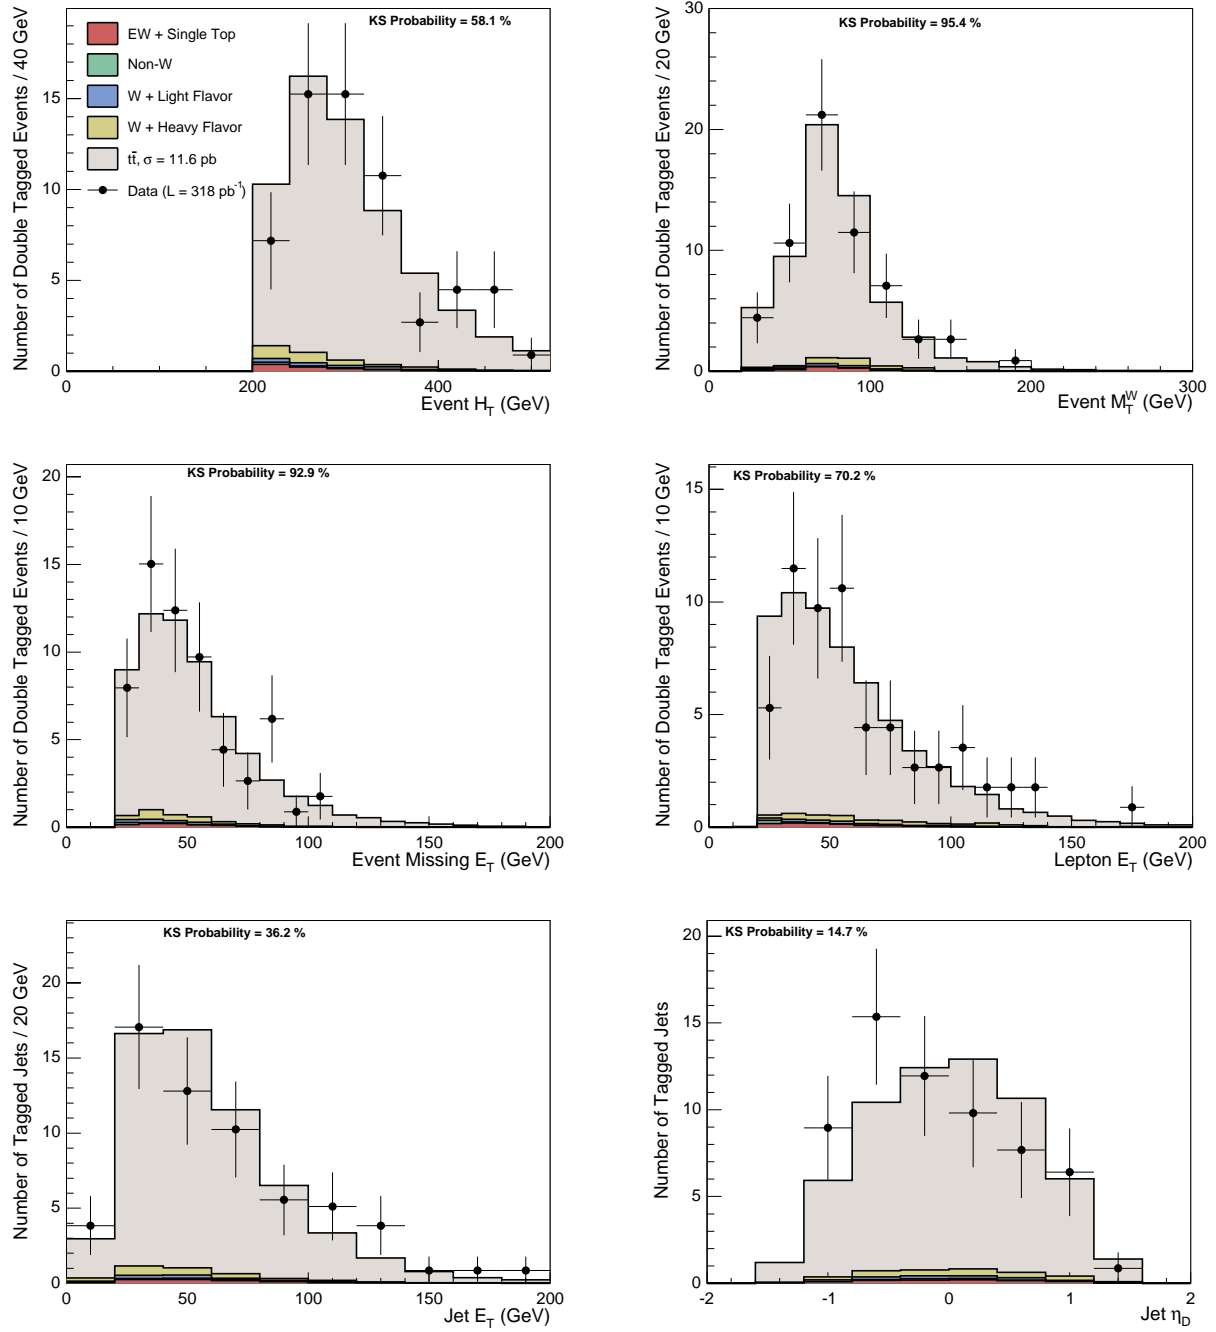 KS Probability = 58.1 %
EW + Single Top
Non-W
W + Light Flavor
W + Heavy Flavor
tt̄, σ = 11.6 pb
Data (L = 318 pb⁻¹)
Number of Double Tagged Events / 40 GeV
15
10
5
0
0 200 400
Event H_T (GeV)
KS Probability = 95.4 %
Number of Double Tagged Events / 20 GeV
30
20
10
0
0 100 200 300
Event M_T^W (GeV)
KS Probability = 92.9 %
Number of Double Tagged Events / 10 GeV
20
15
10
5
0
0 50 100 150 200
Event Missing E_T (GeV)
KS Probability = 70.2 %
Number of Double Tagged Events / 10 GeV
15
10
5
0
0 50 100 150 200
Lepton E_T (GeV)
KS Probability = 36.2 %
Number of Tagged Jets / 20 GeV
20
15
10
5
0
0 50 100 150 200
Jet E_T (GeV)
KS Probability = 14.7 %
Number of Tagged Jets
20
15
10
5
0
-2 -1 0 1 2
Jet η_D